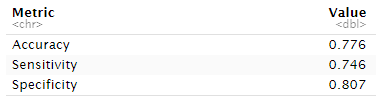 Metric Value
<chr> <dbl>
Accuracy 0.776
Sensitivity 0.746
Specificity 0.807